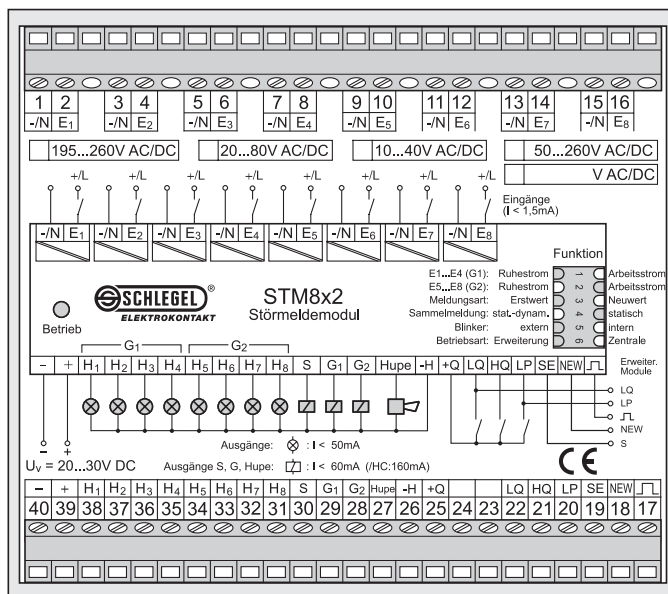 1 2 3 4 5 6 7 8 9 10 11 12 13 14 15 16
-/N E1 -/N E2 -/N E3 -/N E4 -/N E5 -/N E6 -/N E7 -/N E8
195...260V AC/DC 20...80V AC/DC 10...40V AC/DC 50...260V AC/DC
V AC/DC
+/L +/L +/L +/L +/L +/L +/L +/L
Eingänge
(I < 1,5mA)
-/N E1 -/N E2 -/N E3 -/N E4 -/N E5 -/N E6 -/N E7 -/N E8
Funktion
E1...E4 (G1): Ruhestrom 1 Arbeitsstrom
E5...E8 (G2): Ruhestrom 2 Arbeitsstrom
Meldungsart: Erstwert 3 Neuwert
Sammelmeldung: stat.-dynam. 4 statisch
Blinker: extern 5 intern
Betriebsart: Erweiterung 6 Zentrale
SCHLEGEL®
ELEKTROKONTAKT
STM8x2
Störmeldemodul
Betrieb
G1 G2
- + H1 H2 H3 H4 H5 H6 H7 H8 S G1 G2 Hupe -H +Q LQ HQ LP SE NEW ⎍
Erweiter.
Module
LQ
LP
⎍
NEW
S
- +
Uv = 20...30V DC
Ausgänge: : I < 50mA
Ausgänge S, G, Hupe: : I < 60mA (/HC:160mA)
CE
- + H1 H2 H3 H4 H5 H6 H7 H8 S G1 G2 Hupe -H +Q LQ HQ LP SE NEW ⎍
40 39 38 37 36 35 34 33 32 31 30 29 28 27 26 25 24 23 22 21 20 19 18 17